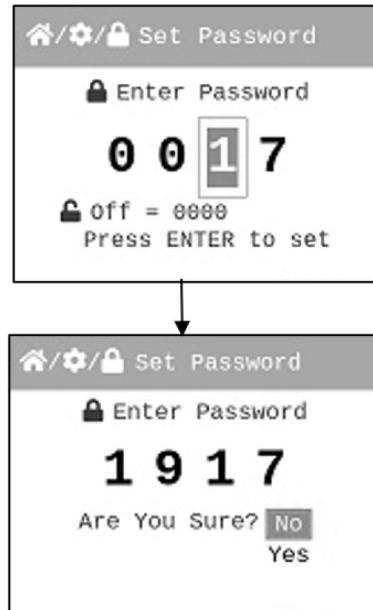 / / Set Password
Enter Password
0 0 1 7
Off = 0000
Press ENTER to set
/ / Set Password
Enter Password
1 9 1 7
Are You Sure? No
Yes